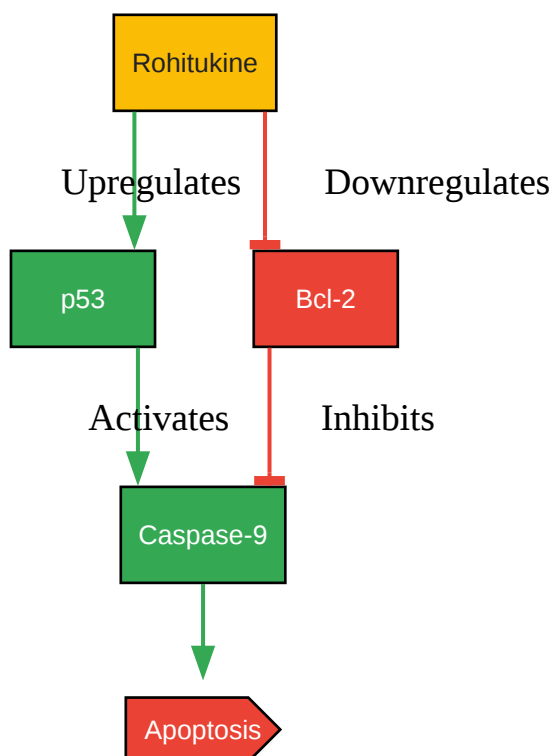 Rohitukine
Upregulates
Downregulates
p53
Bcl-2
Activates
Inhibits
Caspase-9
Apoptosis